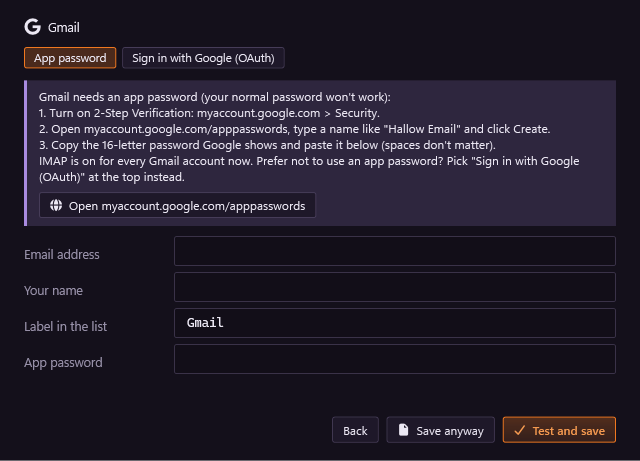 Gmail
App password
Sign in with Google (OAuth)
Gmail needs an app password (your normal password won't work):
1. Turn on 2-Step Verification: myaccount.google.com > Security.
2. Open myaccount.google.com/apppasswords, type a name like "Hallow Email" and click Create.
3. Copy the 16-letter password Google shows and paste it below (spaces don't matter).
IMAP is on for every Gmail account now. Prefer not to use an app password? Pick "Sign in with Google
(OAuth)" at the top instead.
Open myaccount.google.com/apppasswords
Email address
Your name
Label in the list
Gmail
App password
Back
Save anyway
Test and save